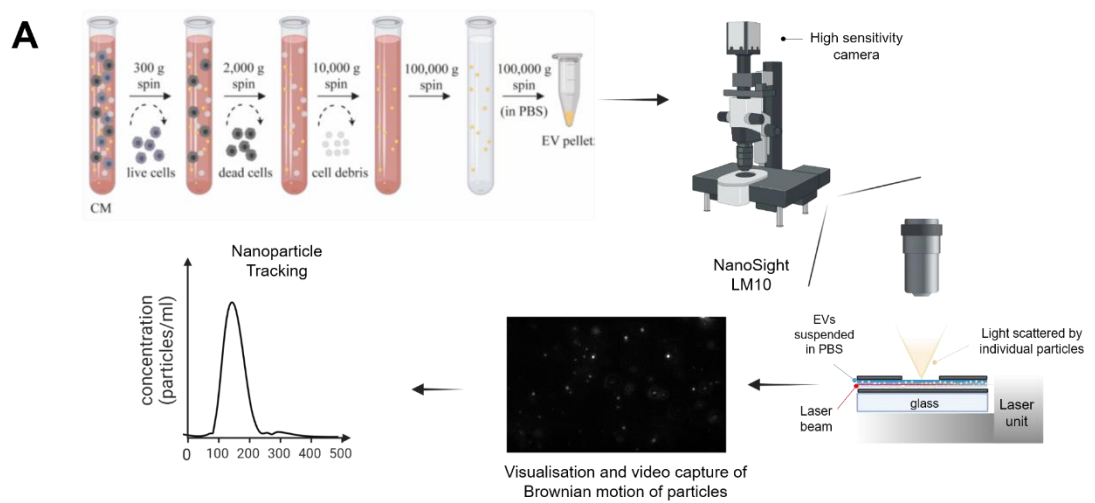 A
300 g
spin
2,000 g
spin
10,000 g
spin
100,000 g
spin
100,000 g
spin
(in PBS)
live cells
dead cells
cell debris
EV pellet
CM
High sensitivity
camera
NanoSight
LM10
EVs
suspended
in PBS
Light scattered by
individual particles
glass
Laser
beam
Laser
unit
Visualisation and video capture of
Brownian motion of particles
Nanoparticle
Tracking
concentration
(particles/ml)
0 100 200 300 400 500